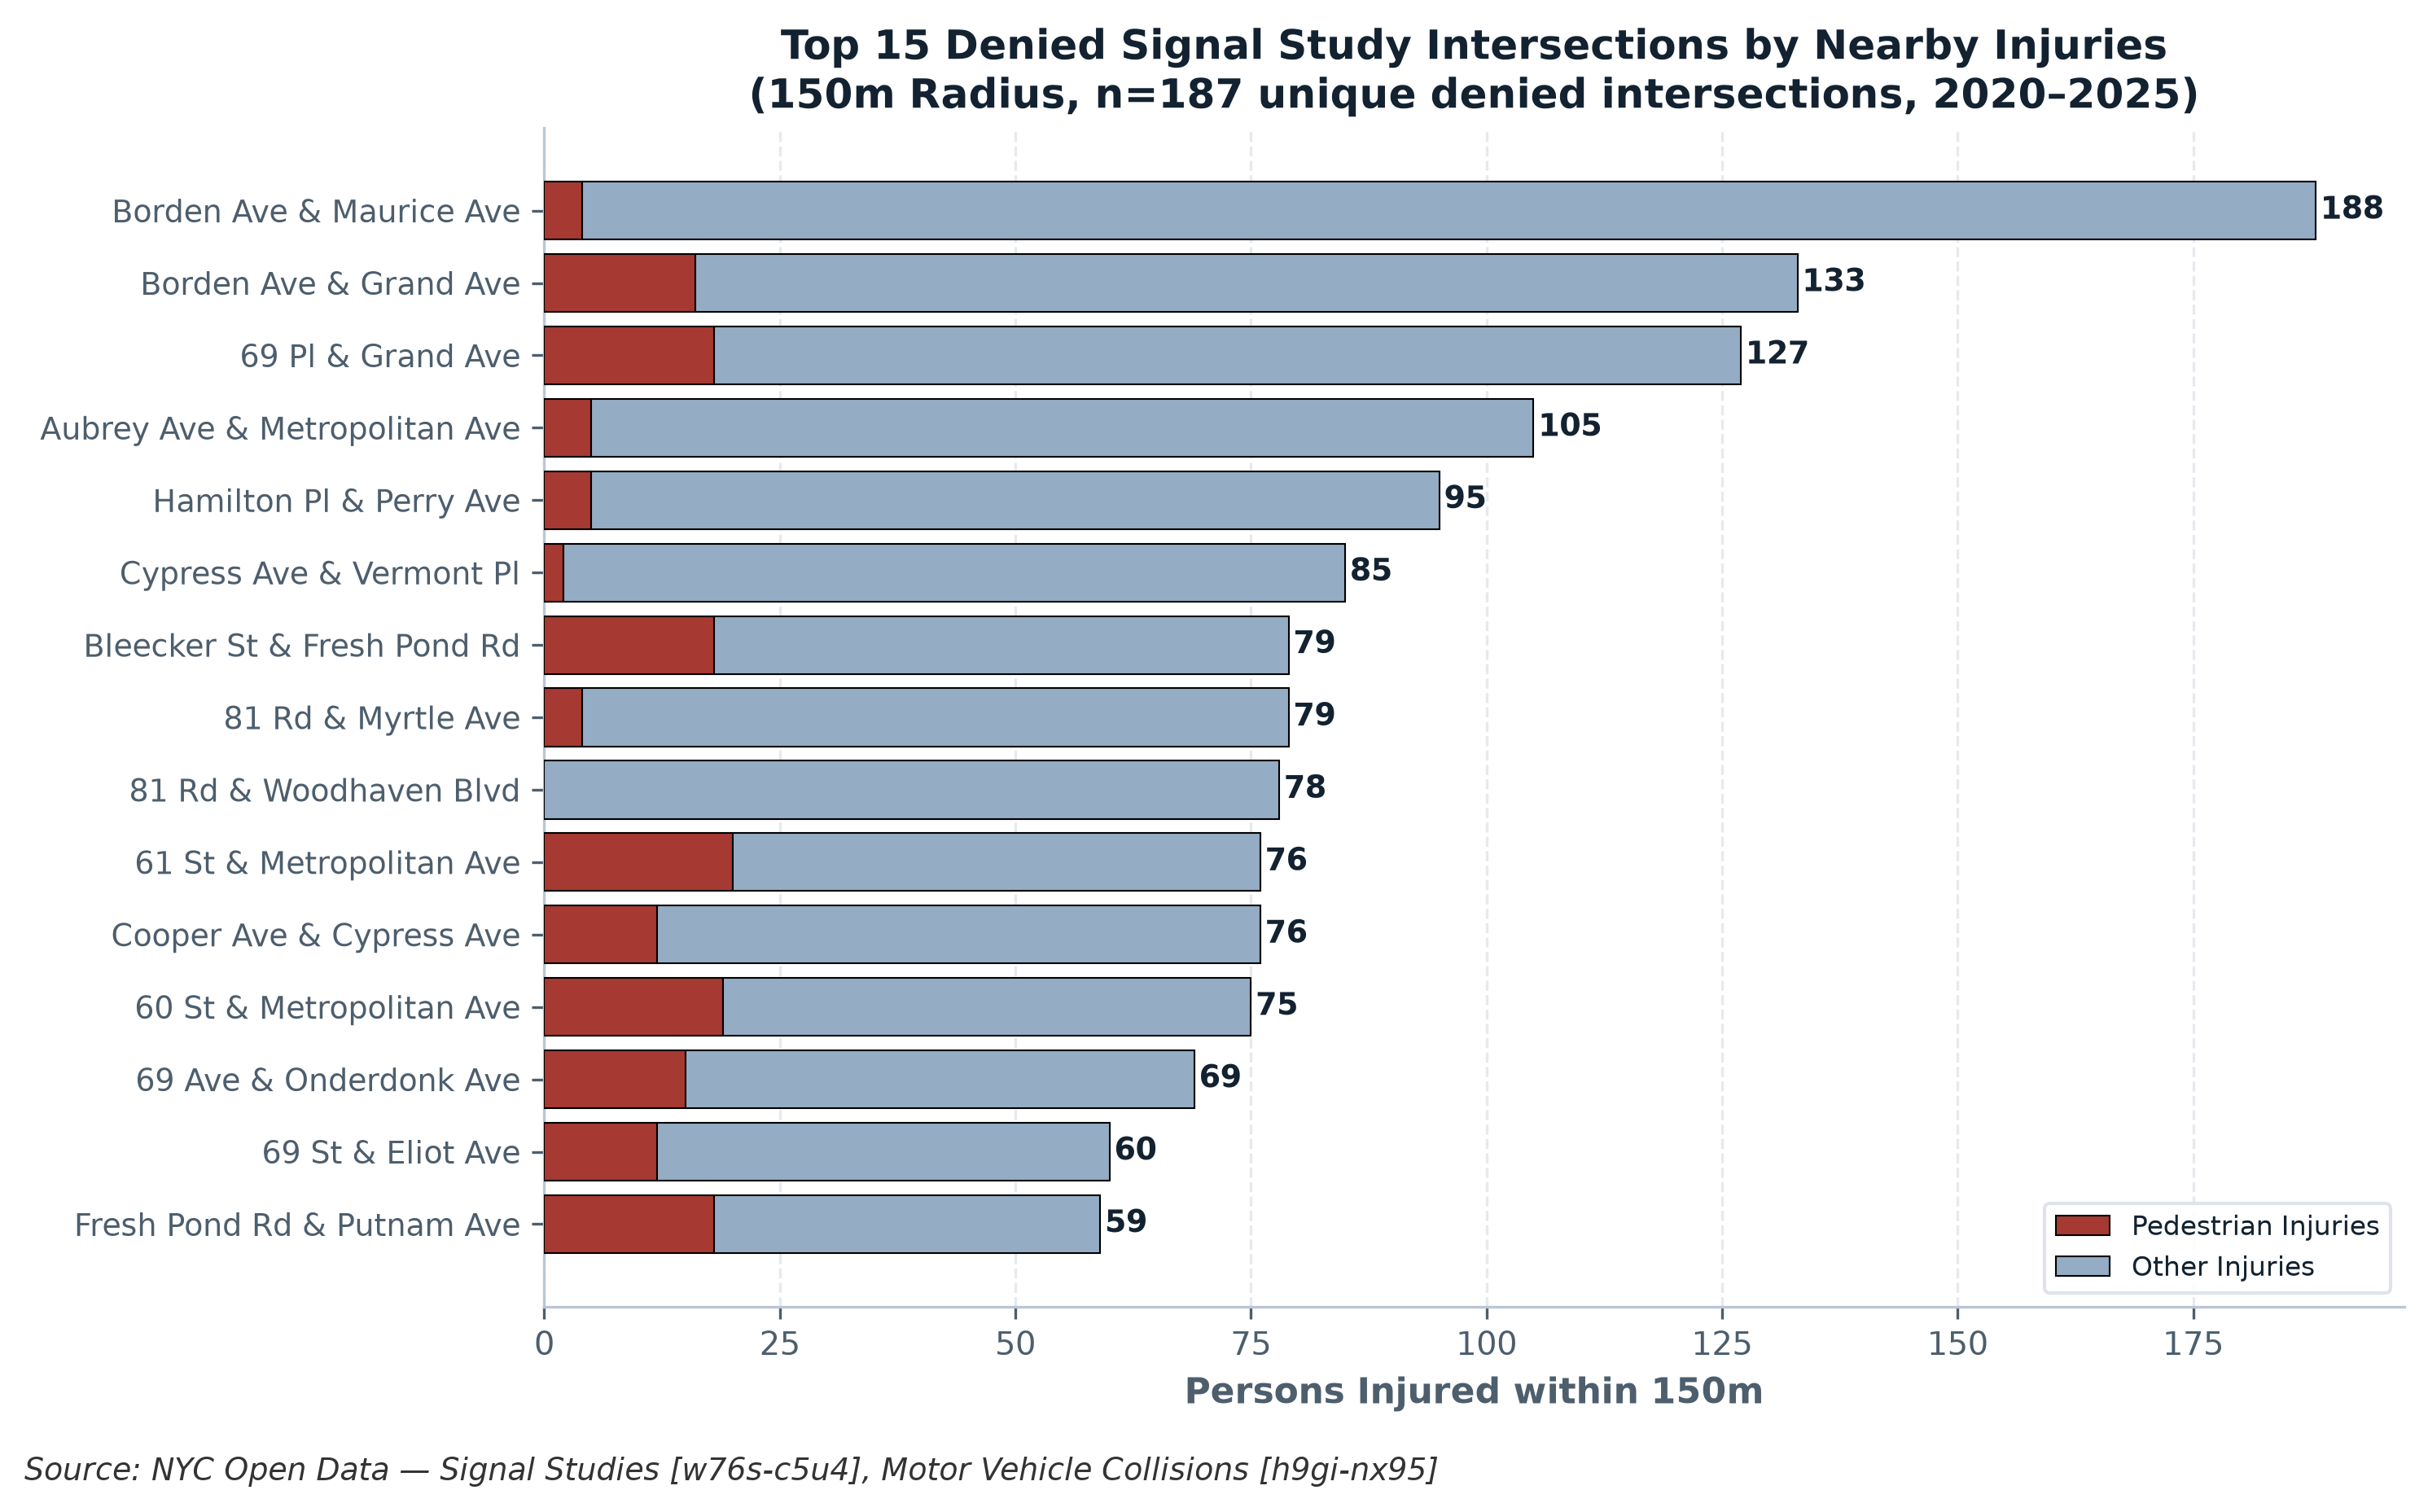 Top 15 Denied Signal Study Intersections by Nearby Injuries
(150m Radius, n=187 unique denied intersections, 2020–2025)
Borden Ave & Maurice Ave
188
Borden Ave & Grand Ave
133
69 Pl & Grand Ave
127
Aubrey Ave & Metropolitan Ave
105
Hamilton Pl & Perry Ave
95
Cypress Ave & Vermont Pl
85
Bleecker St & Fresh Pond Rd
79
81 Rd & Myrtle Ave
79
81 Rd & Woodhaven Blvd
78
61 St & Metropolitan Ave
76
Cooper Ave & Cypress Ave
76
60 St & Metropolitan Ave
75
69 Ave & Onderdonk Ave
69
69 St & Eliot Ave
60
Fresh Pond Rd & Putnam Ave
59
Pedestrian Injuries
Other Injuries
0 25 50 75 100 125 150 175
Persons Injured within 150m
Source: NYC Open Data — Signal Studies [w76s-c5u4], Motor Vehicle Collisions [h9gi-nx95]